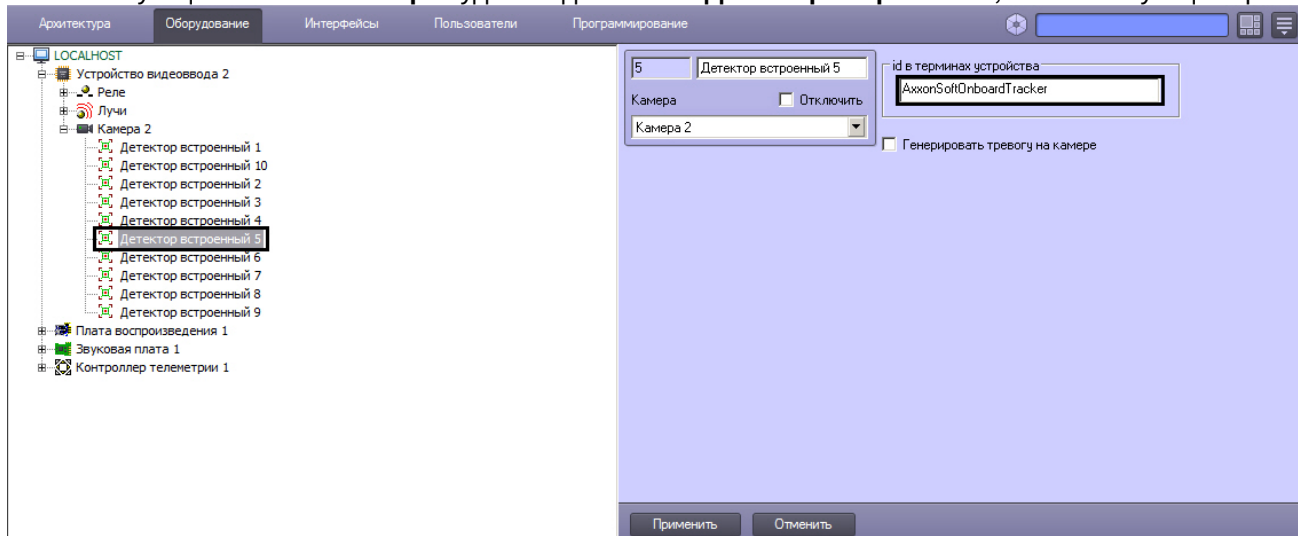 Архитектура
Оборудование
Интерфейсы
Пользователи
Программирование
LOCALHOST
Устройство видеоввода 2
Реле
Лучи
Камера 2
Детектор встроенный 1
Детектор встроенный 10
Детектор встроенный 2
Детектор встроенный 3
Детектор встроенный 4
Детектор встроенный 5
Детектор встроенный 6
Детектор встроенный 7
Детектор встроенный 8
Детектор встроенный 9
Плата воспроизведения 1
Звуковая плата 1
Контроллер телеметрии 1
5
Детектор встроенный 5
Камера
Отключить
Камера 2
id в терминах устройства
AxxonSoftOnboardTracker
Генерировать тревогу на камере
Применить
Отменить